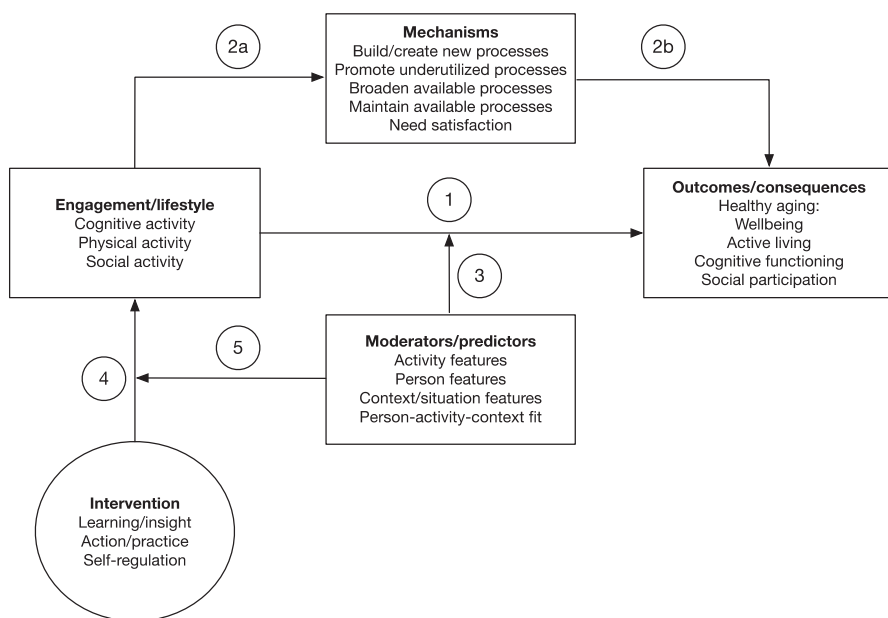 2a
Mechanisms
Build/create new processes
Promote underutilized processes
Broaden available processes
Maintain available processes
Need satisfaction
2b
Engagement/lifestyle
Cognitive activity
Physical activity
Social activity
1
Outcomes/consequences
Healthy aging:
Wellbeing
Active living
Cognitive functioning
Social participation
3
Moderators/predictors
Activity features
Person features
Context/situation features
Person-activity-context fit
5
4
Intervention
Learning/insight
Action/practice
Self-regulation